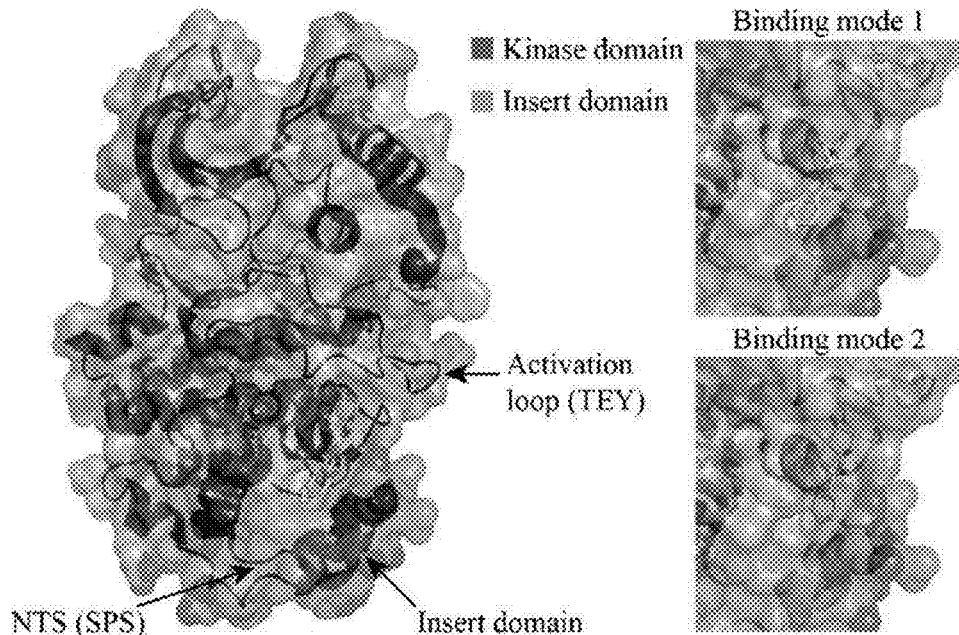 Kinase domain
Insert domain
Binding mode 1
Binding mode 2
Activation
loop (TEY)
NTS (SPS)
Insert domain